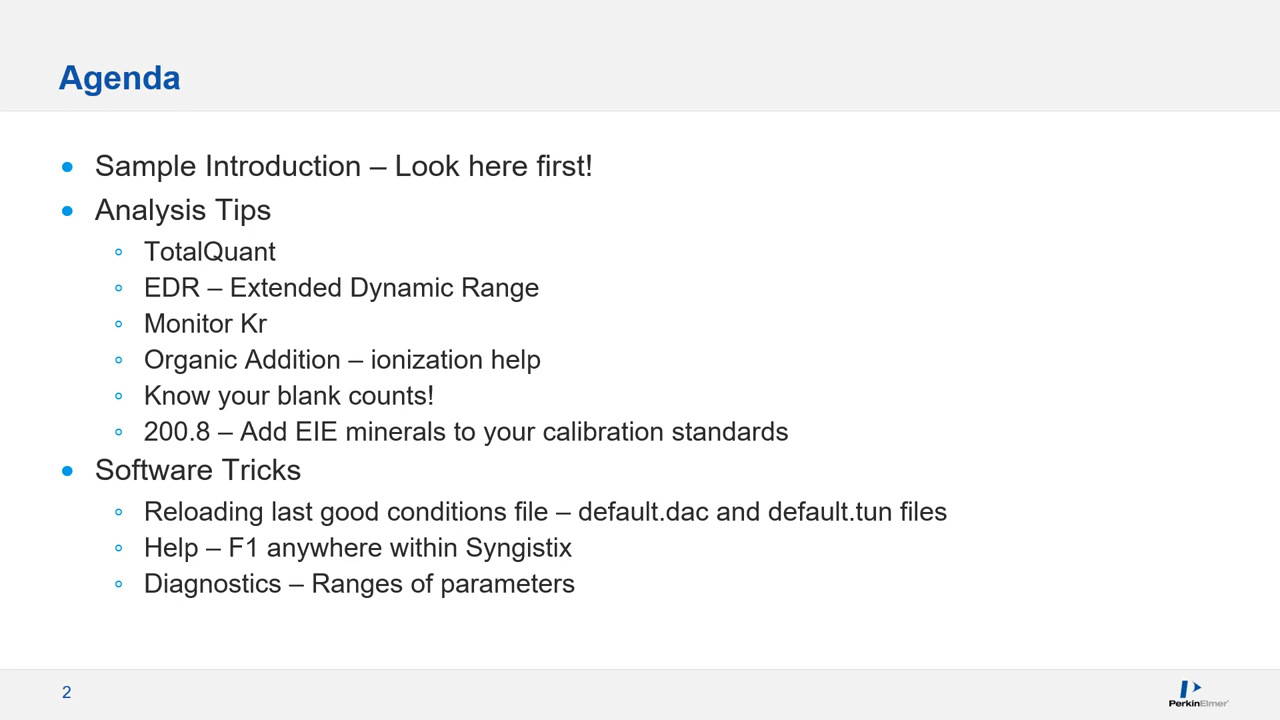 Agenda
• Sample Introduction – Look here first!
• Analysis Tips
◦ TotalQuant
◦ EDR – Extended Dynamic Range
◦ Monitor Kr
◦ Organic Addition – ionization help
◦ Know your blank counts!
◦ 200.8 – Add EIE minerals to your calibration standards
• Software Tricks
◦ Reloading last good conditions file – default.dac and default.tun files
◦ Help – F1 anywhere within Syngistix
◦ Diagnostics – Ranges of parameters
2
PerkinElmer